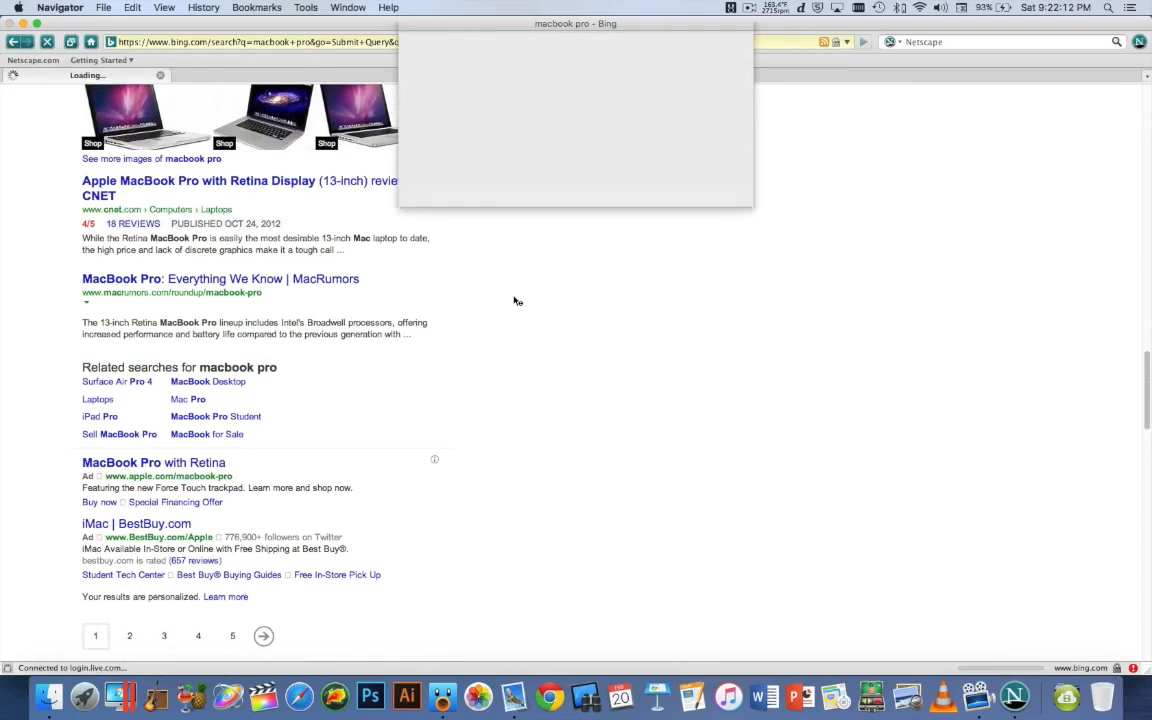 Navigator File Edit View History Bookmarks Tools Window Help
163.4°F 2715rpm 93% Sat 9:22:12 PM
macbook pro - Bing
https://www.bing.com/search?q=macbook+pro&go=Submit+Query&q
Netscape
Netscape.com Getting Started
Loading...
Shop Shop Shop
See more images of macbook pro
Apple MacBook Pro with Retina Display (13-inch) revie
CNET
www.cnet.com › Computers › Laptops
4/5 18 REVIEWS PUBLISHED OCT 24, 2012
While the Retina MacBook Pro is easily the most desirable 13-inch Mac laptop to date,
the high price and lack of discrete graphics make it a tough call ...
MacBook Pro: Everything We Know | MacRumors
www.macrumors.com/roundup/macbook-pro
The 13-inch Retina MacBook Pro lineup includes Intel's Broadwell processors, offering
increased performance and battery life compared to the previous generation with ...
Related searches for macbook pro
Surface Air Pro 4 MacBook Desktop
Laptops Mac Pro
iPad Pro MacBook Pro Student
Sell MacBook Pro MacBook for Sale
MacBook Pro with Retina
Ad www.apple.com/macbook-pro
Featuring the new Force Touch trackpad. Learn more and shop now.
Buy now Special Financing Offer
iMac | BestBuy.com
Ad www.BestBuy.com/Apple 776,900+ followers on Twitter
iMac Available In-Store or Online with Free Shipping at Best Buy®.
bestbuy.com is rated (657 reviews)
Student Tech Center Best Buy® Buying Guides Free In-Store Pick Up
Your results are personalized. Learn more
1 2 3 4 5
Connected to login.live.com...
www.bing.com
Ps Ai 20 W P N